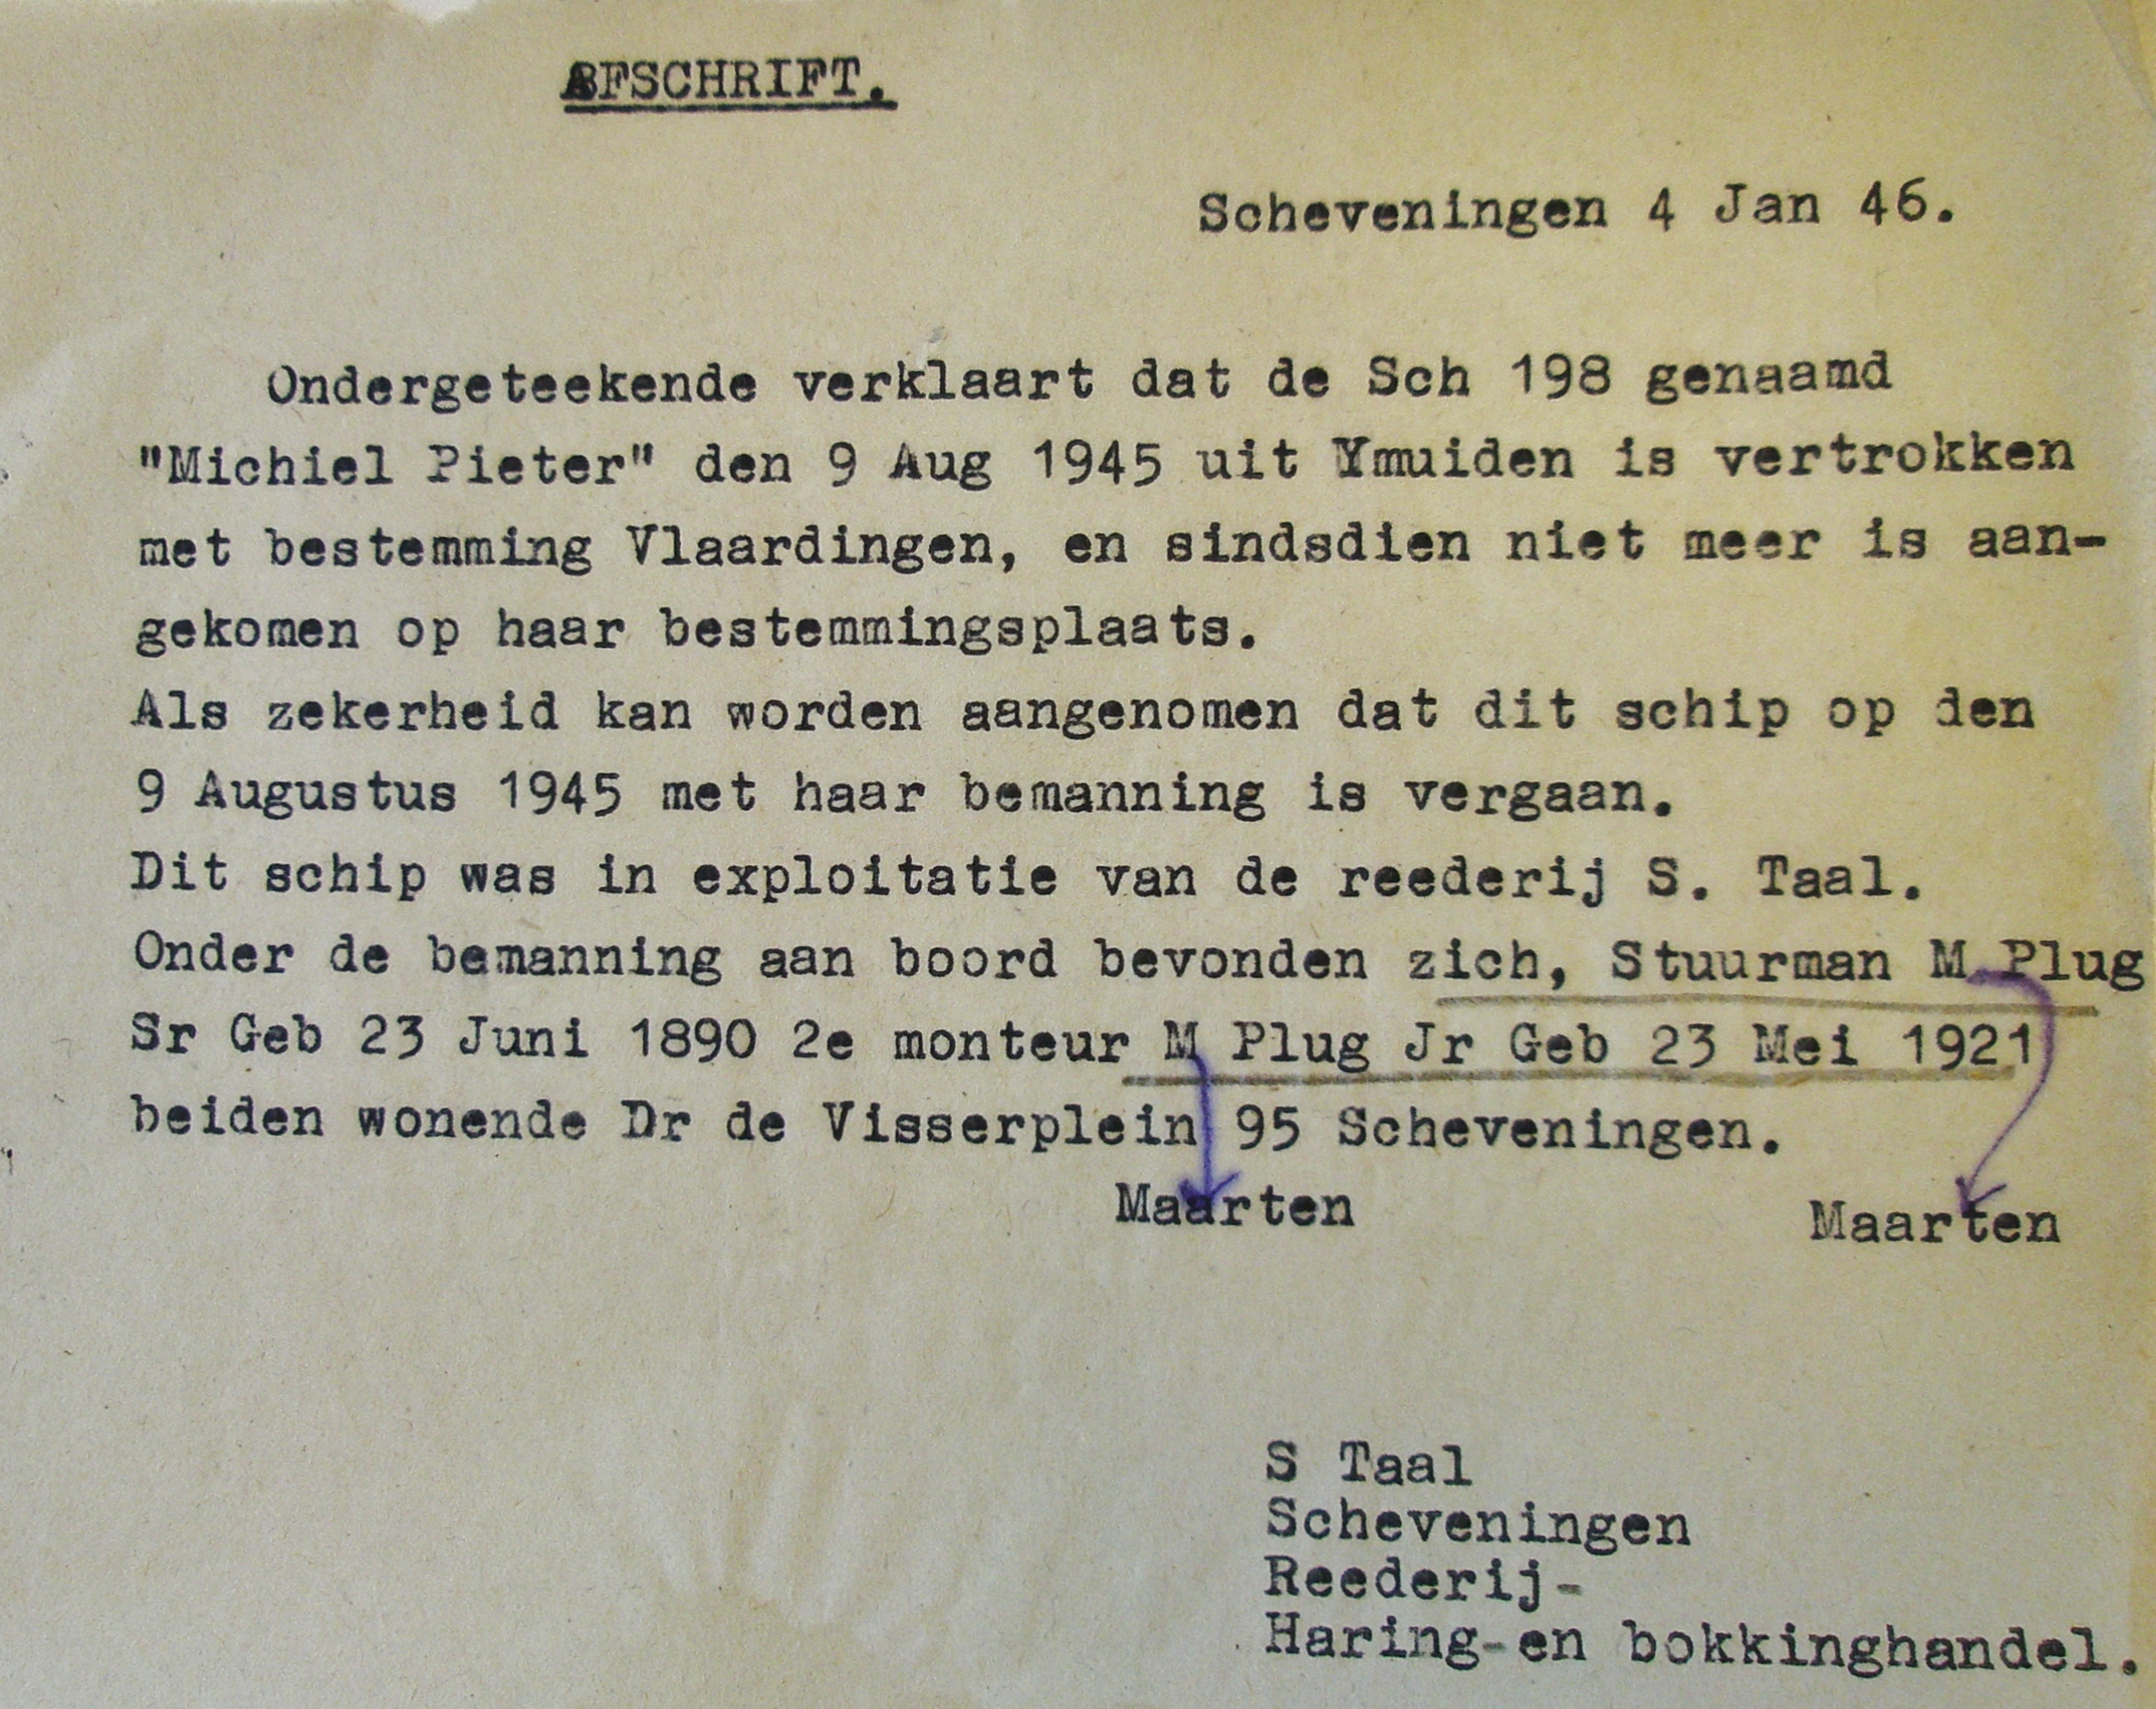 AFSCHRIFT.
Scheveningen 4 Jan 46.
Ondergeteekende verklaart dat de Sch 198 genaamd
"Michiel Pieter" den 9 Aug 1945 uit Ymuiden is vertrokken
met bestemming Vlaardingen, en sindsdien niet meer is aan-
gekomen op haar bestemmingsplaats.
Als zekerheid kan worden aangenomen dat dit schip op den
9 Augustus 1945 met haar bemanning is vergaan.
Dit schip was in exploitatie van de reederij S. Taal.
Onder de bemanning aan boord bevonden zich, Stuurman M Plug
Sr Geb 23 Juni 1890 2e monteur M Plug Jr Geb 23 Mei 1921
beiden wonende Dr de Visserplein 95 Scheveningen.
Maarten Maarten
S Taal
Scheveningen
Reederij-
Haring-en bokkinghandel.